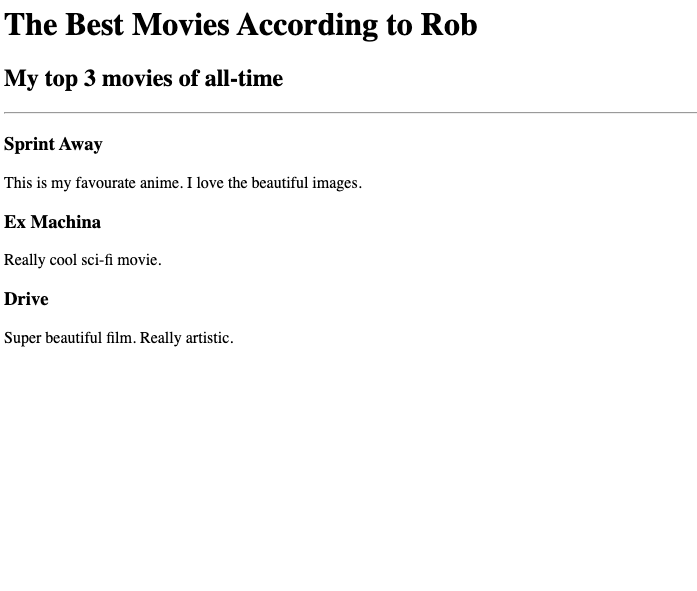 The Best Movies According to Rob
My top 3 movies of all-time
Sprint Away
This is my favourate anime. I love the beautiful images.
Ex Machina
Really cool sci-fi movie.
Drive
Super beautiful film. Really artistic.